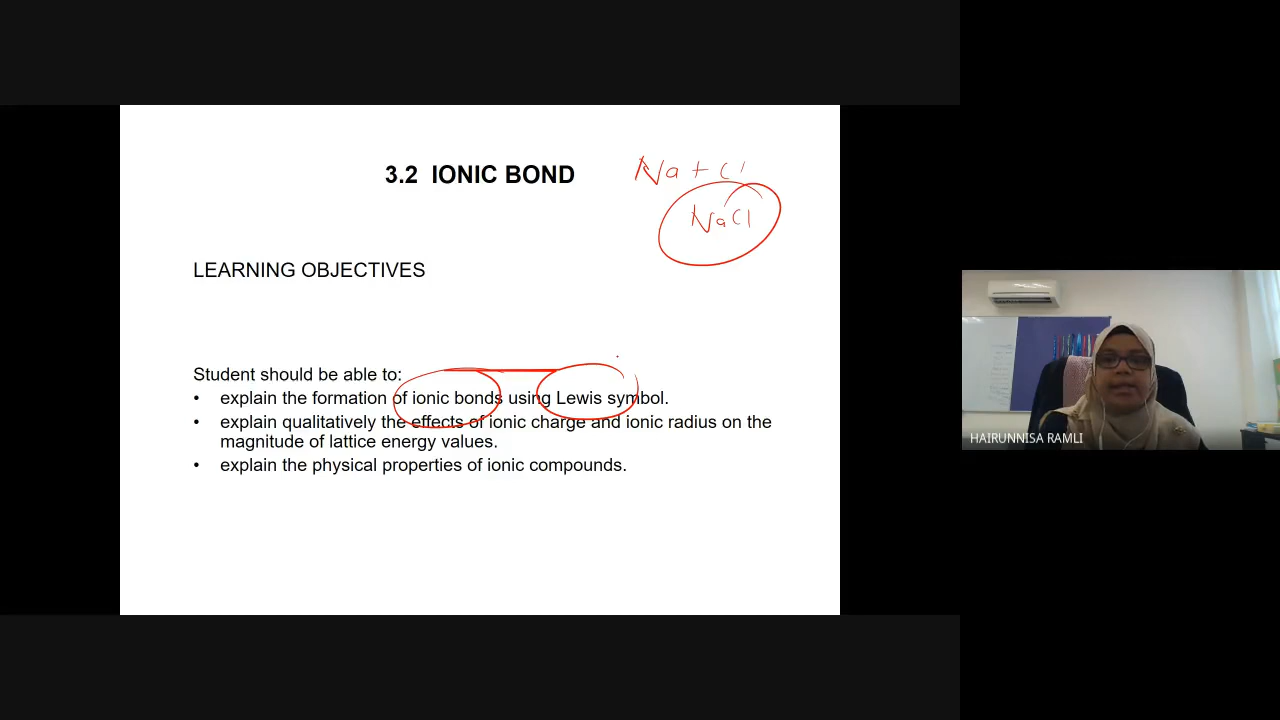 3.2 IONIC BOND
Na + Cl
NaCl
LEARNING OBJECTIVES
Student should be able to:
• explain the formation of ionic bonds using Lewis symbol.
• explain qualitatively the effects of ionic charge and ionic radius on the
magnitude of lattice energy values.
• explain the physical properties of ionic compounds.
HAIRUNNISA RAMLI